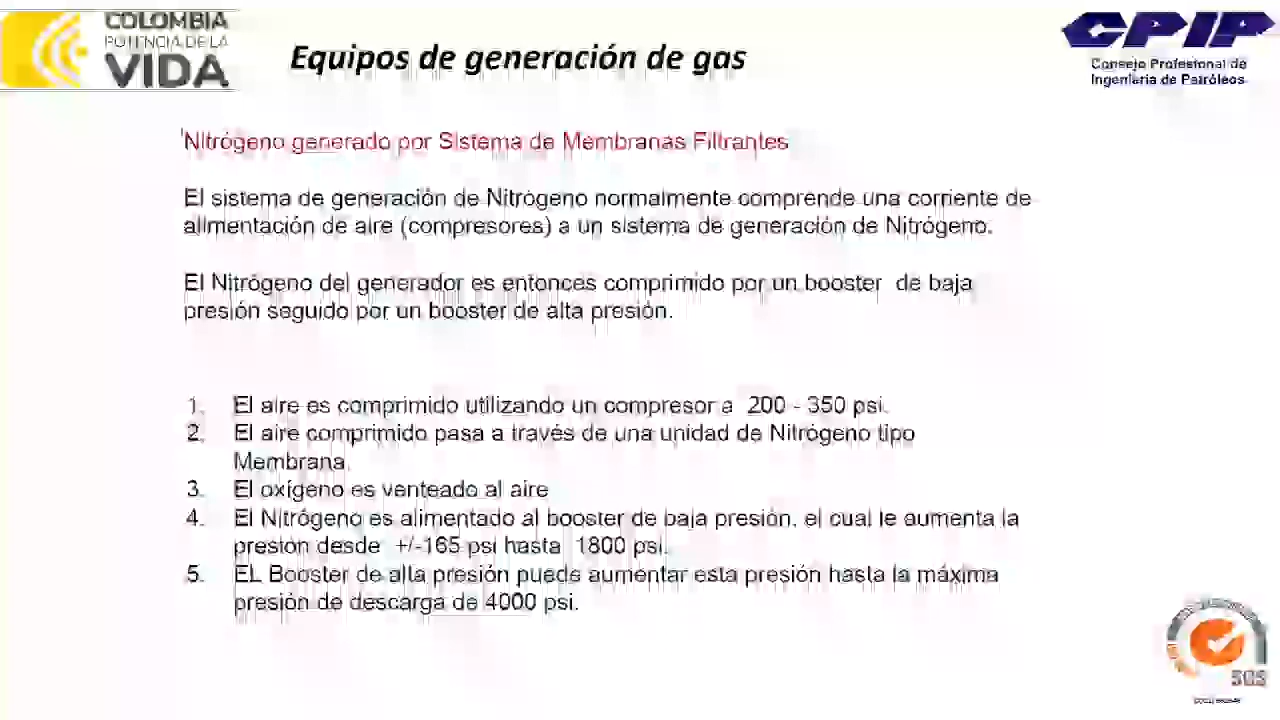 COLOMBIA
POTENCIA DE LA
VIDA
Equipos de generación de gas
CPIP
Consejo Profesional de
Ingeniería de Petróleos
Nitrógeno generado por Sistema de Membranas Filtrantes
El sistema de generación de Nitrógeno normalmente comprende una corriente de
alimentación de aire (compresores) a un sistema de generación de Nitrógeno.
El Nitrógeno del generador es entonces comprimido por un booster de baja
presión seguido por un booster de alta presión.
1. El aire es comprimido utilizando un compresor a 200 - 350 psi.
2. El aire comprimido pasa a través de una unidad de Nitrógeno tipo
Membrana.
3. El oxígeno es venteado al aire
4. El Nitrógeno es alimentado al booster de baja presión, el cual le aumenta la
presión desde +/-165 psi hasta 1800 psi.
5. EL Booster de alta presión puede aumentar esta presión hasta la máxima
presión de descarga de 4000 psi.
SGS